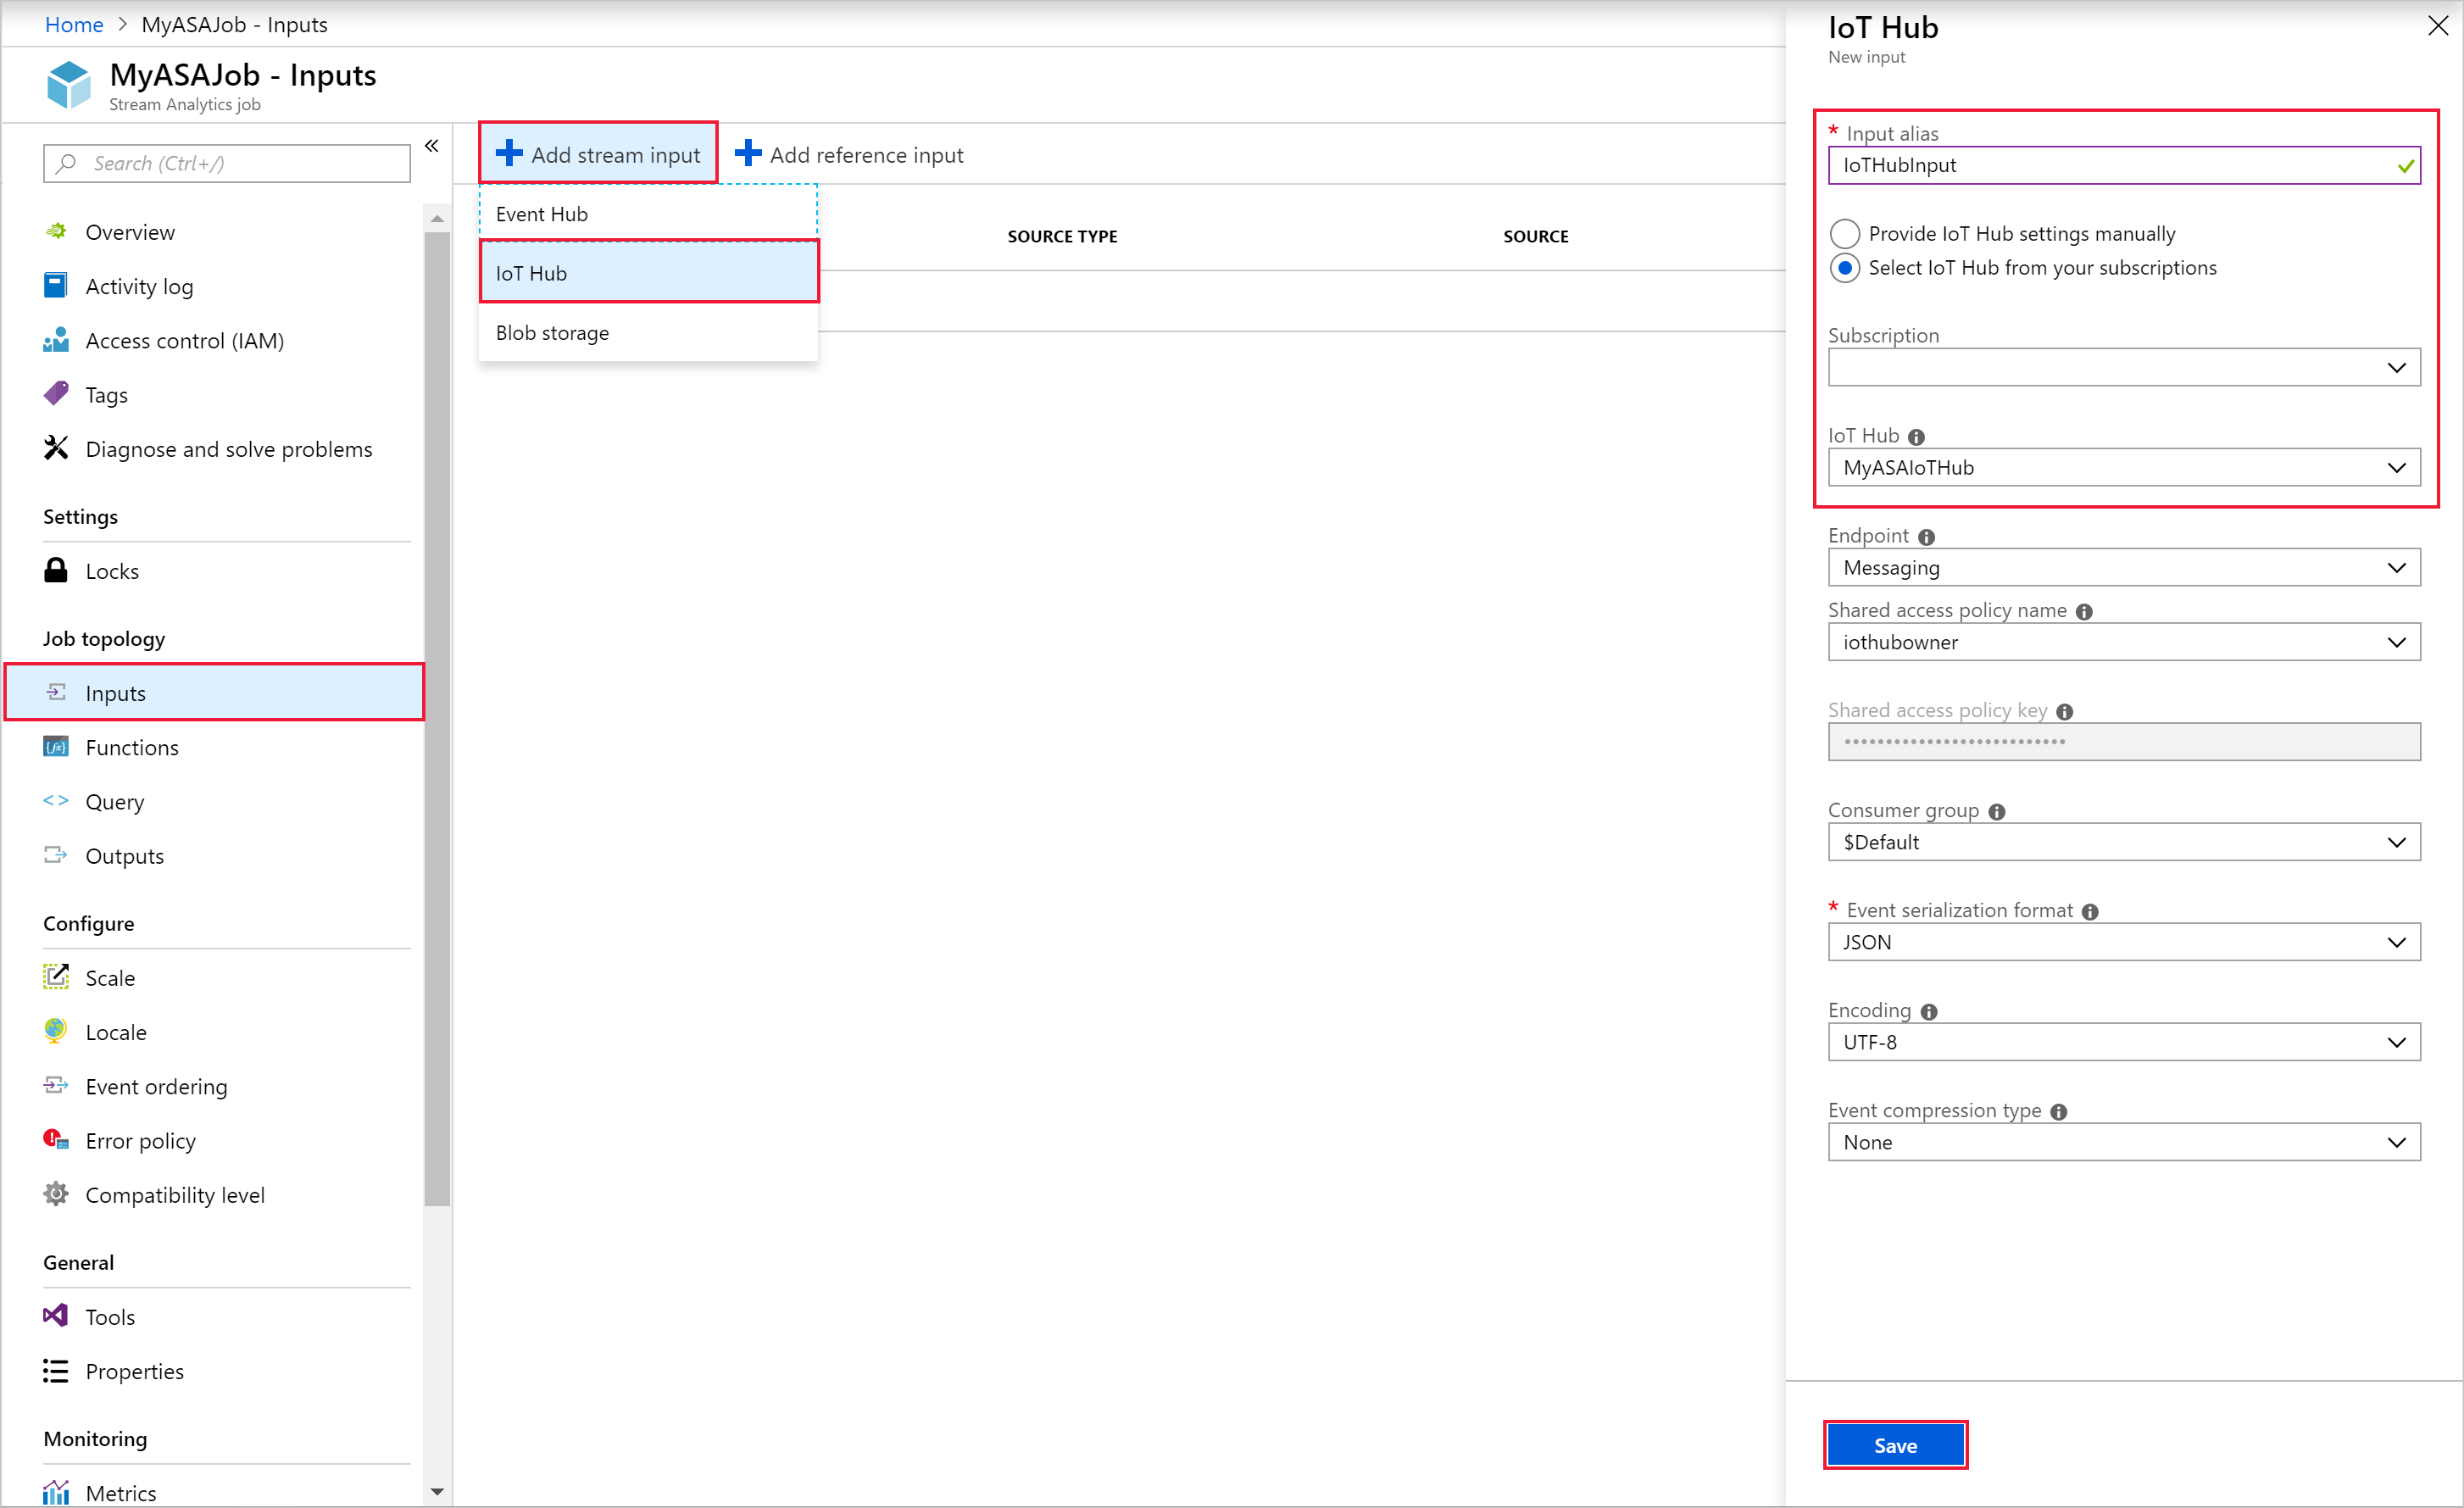 Home > MyASAJob - Inputs
MyASAJob - Inputs
Stream Analytics job
Search (Ctrl+/)
Overview
Activity log
Access control (IAM)
Tags
Diagnose and solve problems
Settings
Locks
Job topology
Inputs
Functions
Query
Outputs
Configure
Scale
Locale
Event ordering
Error policy
Compatibility level
General
Tools
Properties
Monitoring
Metrics
Add stream input
Add reference input
Event Hub
IoT Hub
Blob storage
SOURCE TYPE
SOURCE
IoT Hub
New input
* Input alias
IoTHubInput
Provide IoT Hub settings manually
Select IoT Hub from your subscriptions
Subscription
IoT Hub
MyASAIoTHub
Endpoint
Messaging
Shared access policy name
iothubowner
Shared access policy key
•••••••••••••••••••••••••••
Consumer group
$Default
* Event serialization format
JSON
Encoding
UTF-8
Event compression type
None
Save